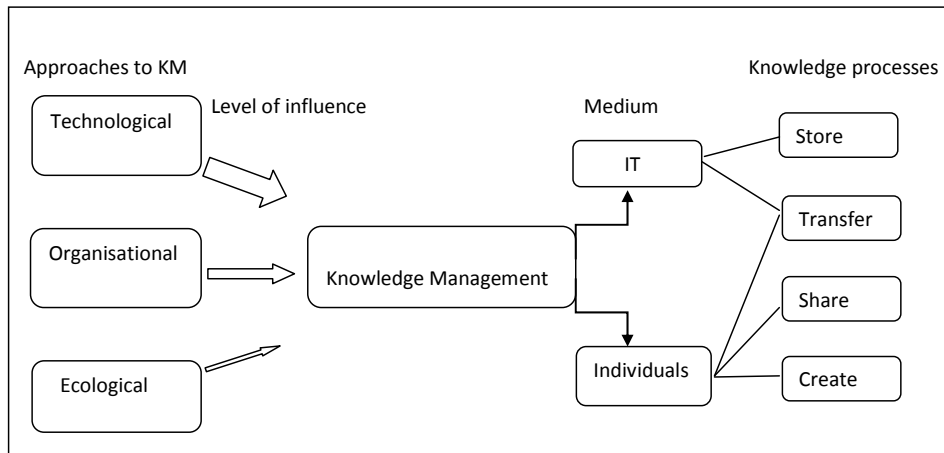 Approaches to KM
Knowledge processes
Technological
Level of influence
Medium
Store
IT
Transfer
Organisational
Knowledge Management
Share
Individuals
Create
Ecological